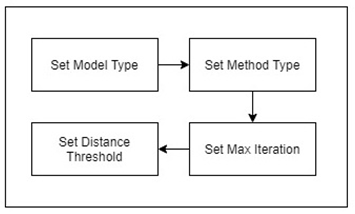 Set Model Type
Set Method Type
Set Distance
Threshold
Set Max Iteration